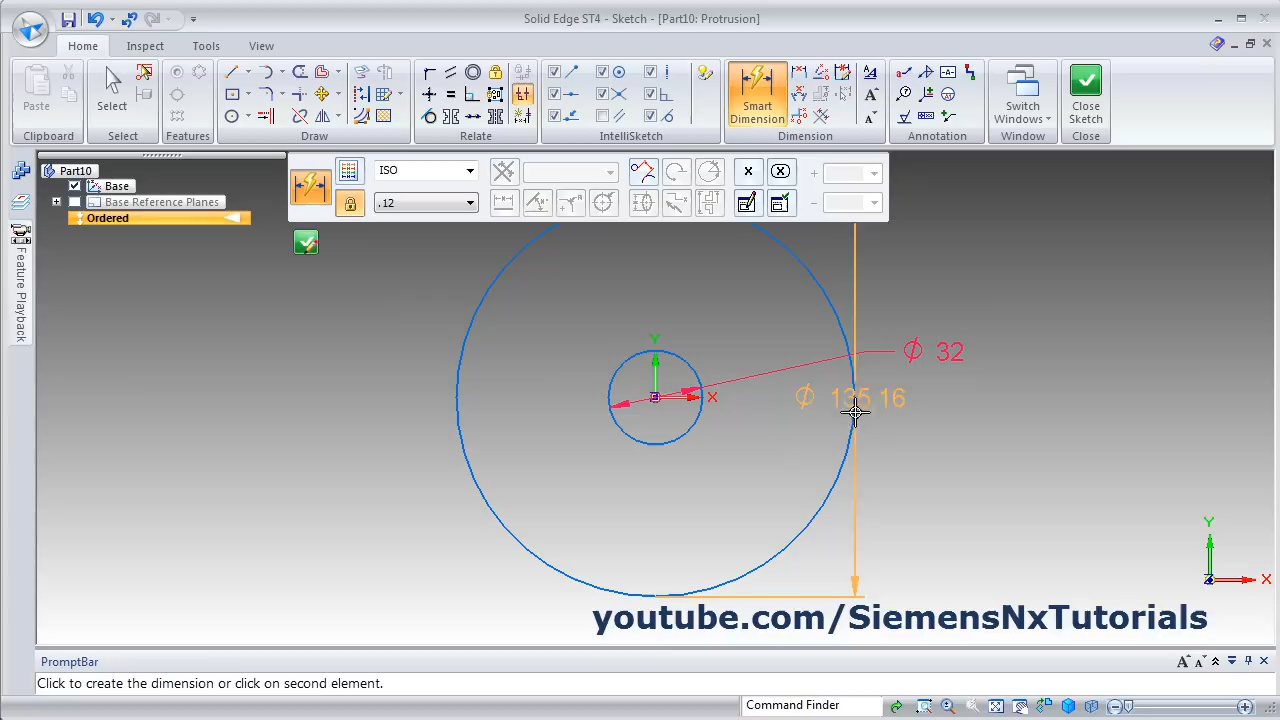 Solid Edge ST4 - Sketch - [Part10: Protrusion]
Home Inspect Tools View
Paste
Select
Smart Dimension
Switch Windows
Close Sketch
Clipboard Select Features Draw Relate IntelliSketch Dimension Annotation Window Close
Part10
Base
Base Reference Planes
Ordered
ISO
.12
Feature Playback
Y
X
32
135 16
Y
X
youtube.com/SiemensNxTutorials
PromptBar
Click to create the dimension or click on second element.
Command Finder